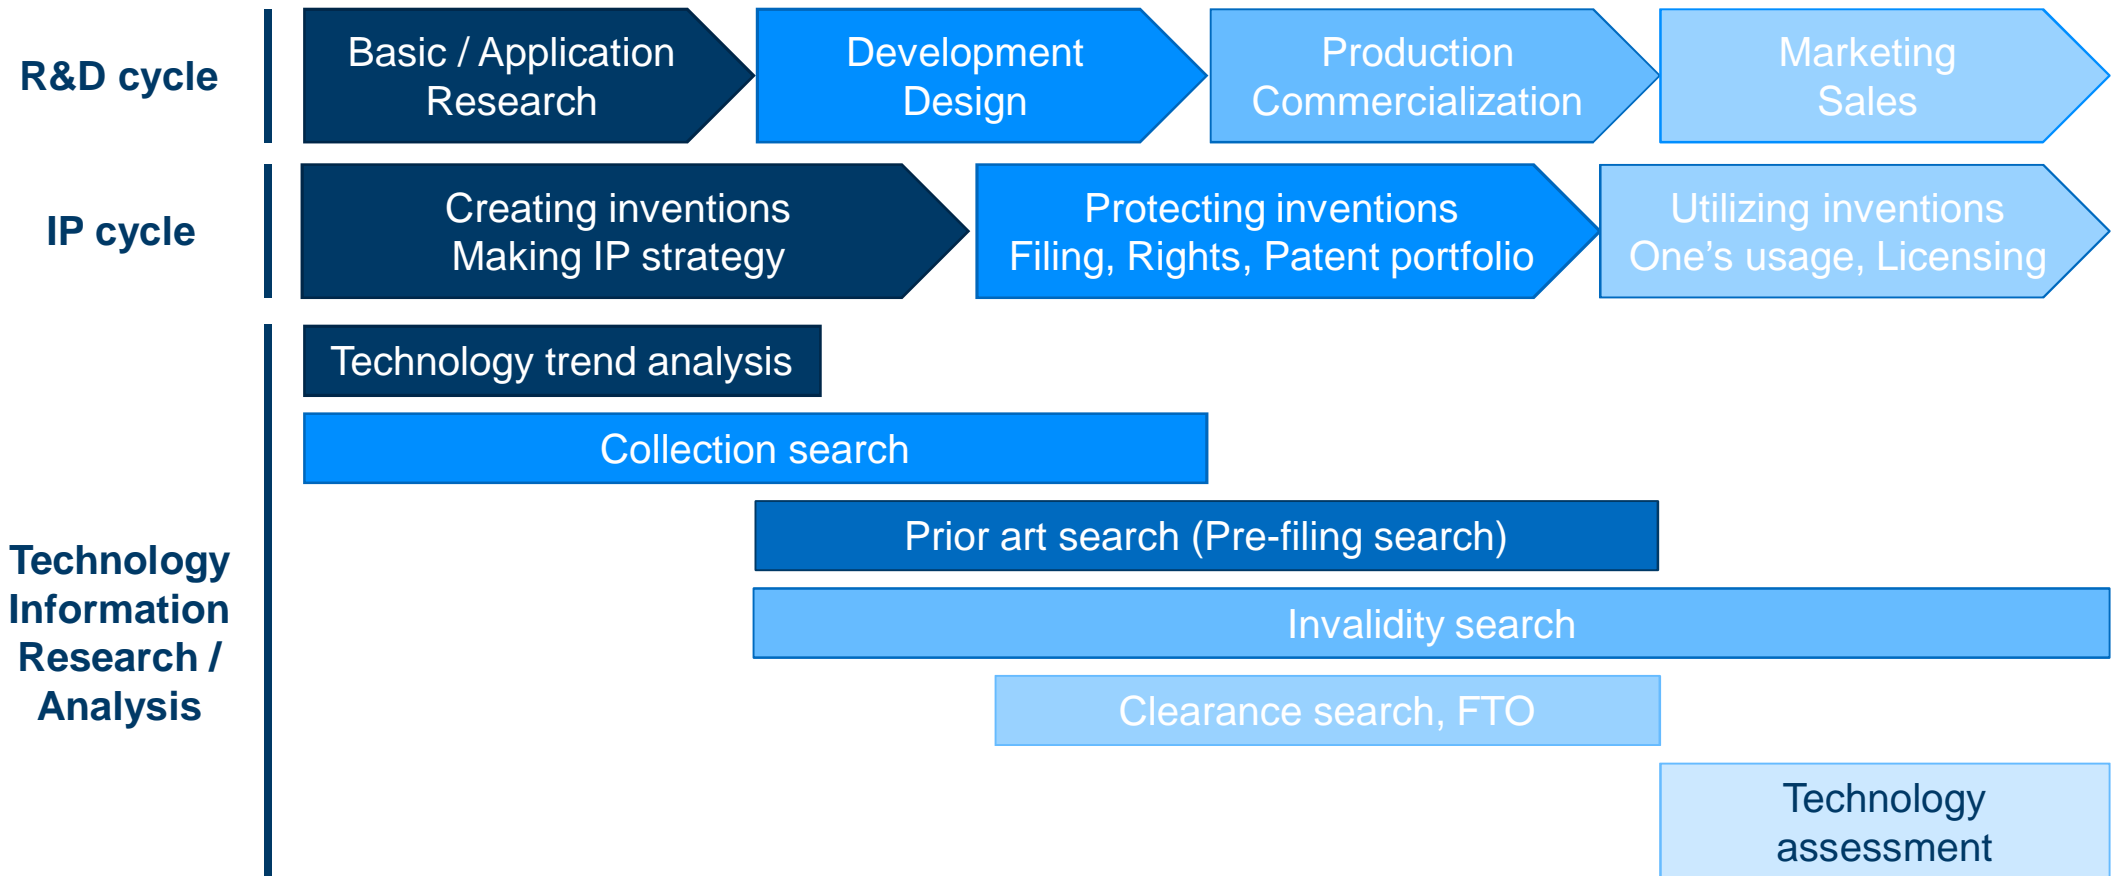 R&D cycle
Basic / Application
Research
Development
Design
Production
Commercialization
Marketing
Sales
IP cycle
Creating inventions
Making IP strategy
Protecting inventions
Filing, Rights, Patent portfolio
Utilizing inventions
One’s usage, Licensing
Technology
Information
Research /
Analysis
Technology trend analysis
Collection search
Prior art search (Pre-filing search)
Invalidity search
Clearance search, FTO
Technology
assessment